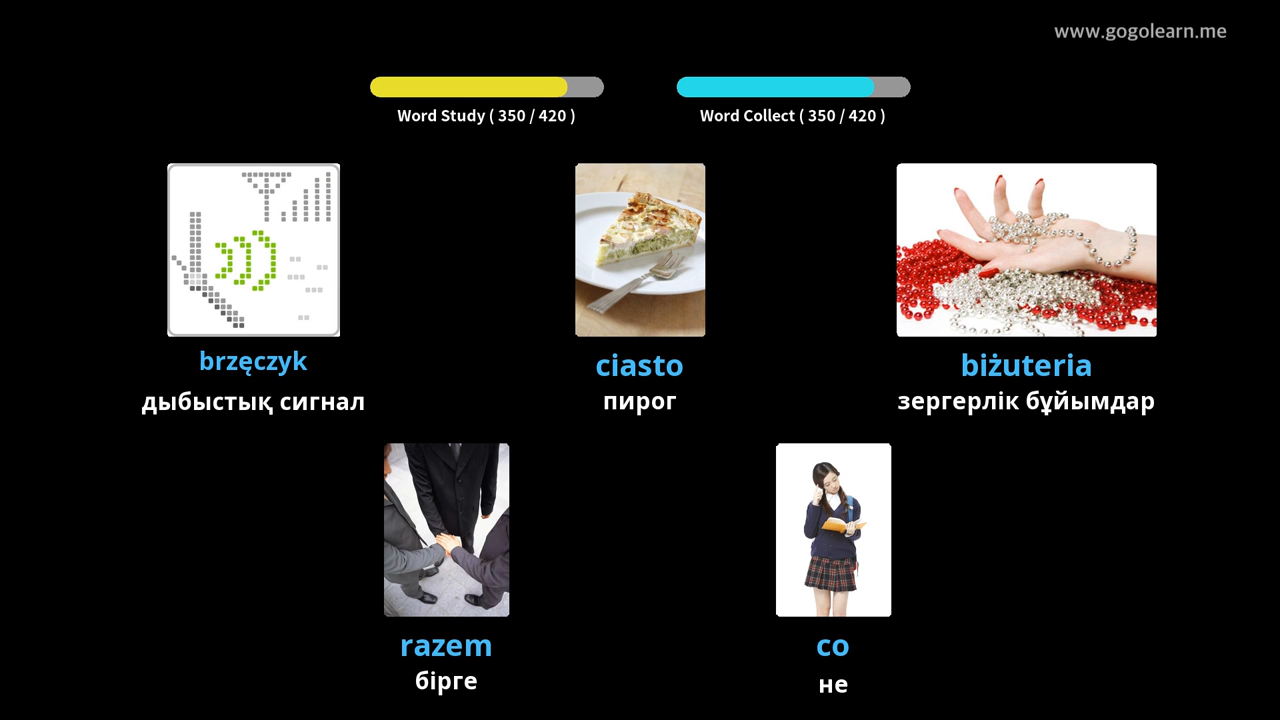 www.gogolearn.me
Word Study ( 350 / 420 )
Word Collect ( 350 / 420 )
brzęczyk
дыбыстық сигнал
ciasto
пирог
biżuteria
зергерлік бұйымдар
razem
бірге
co
не